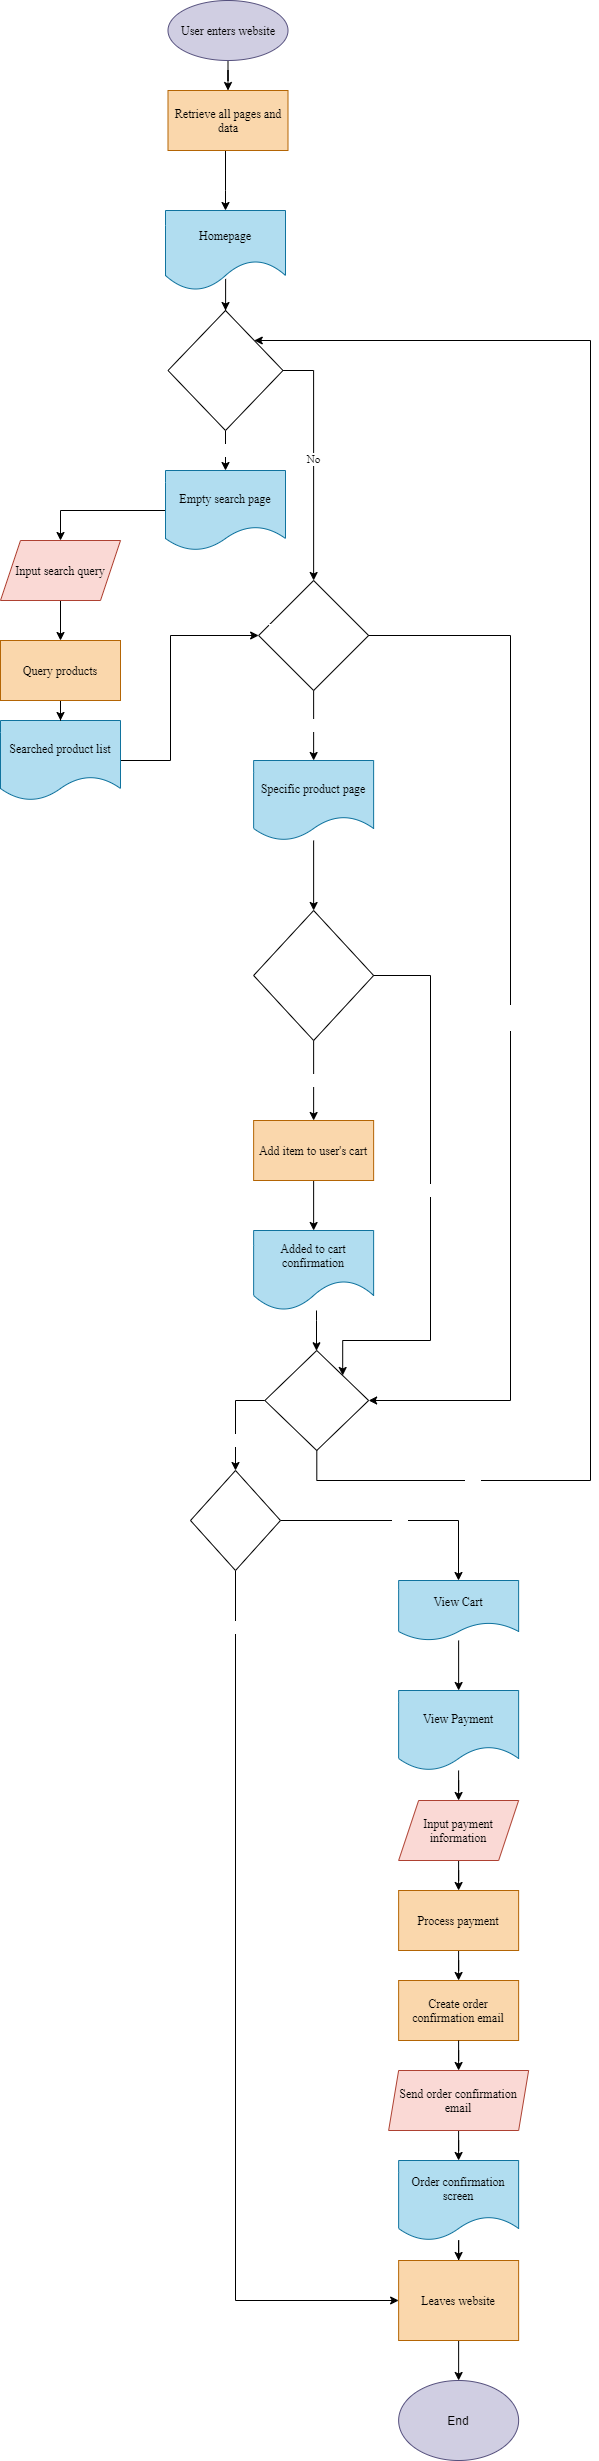 User enters website
Retrieve all pages and
data
Homepage
No
Empty search page
Input search query
Query products
Searched product list
Specific product page
Add item to user's cart
Added to cart
confirmation
View Cart
View Payment
Input payment
information
Process payment
Create order
confirmation email
Send order confirmation
email
Order confirmation
screen
Leaves website
End